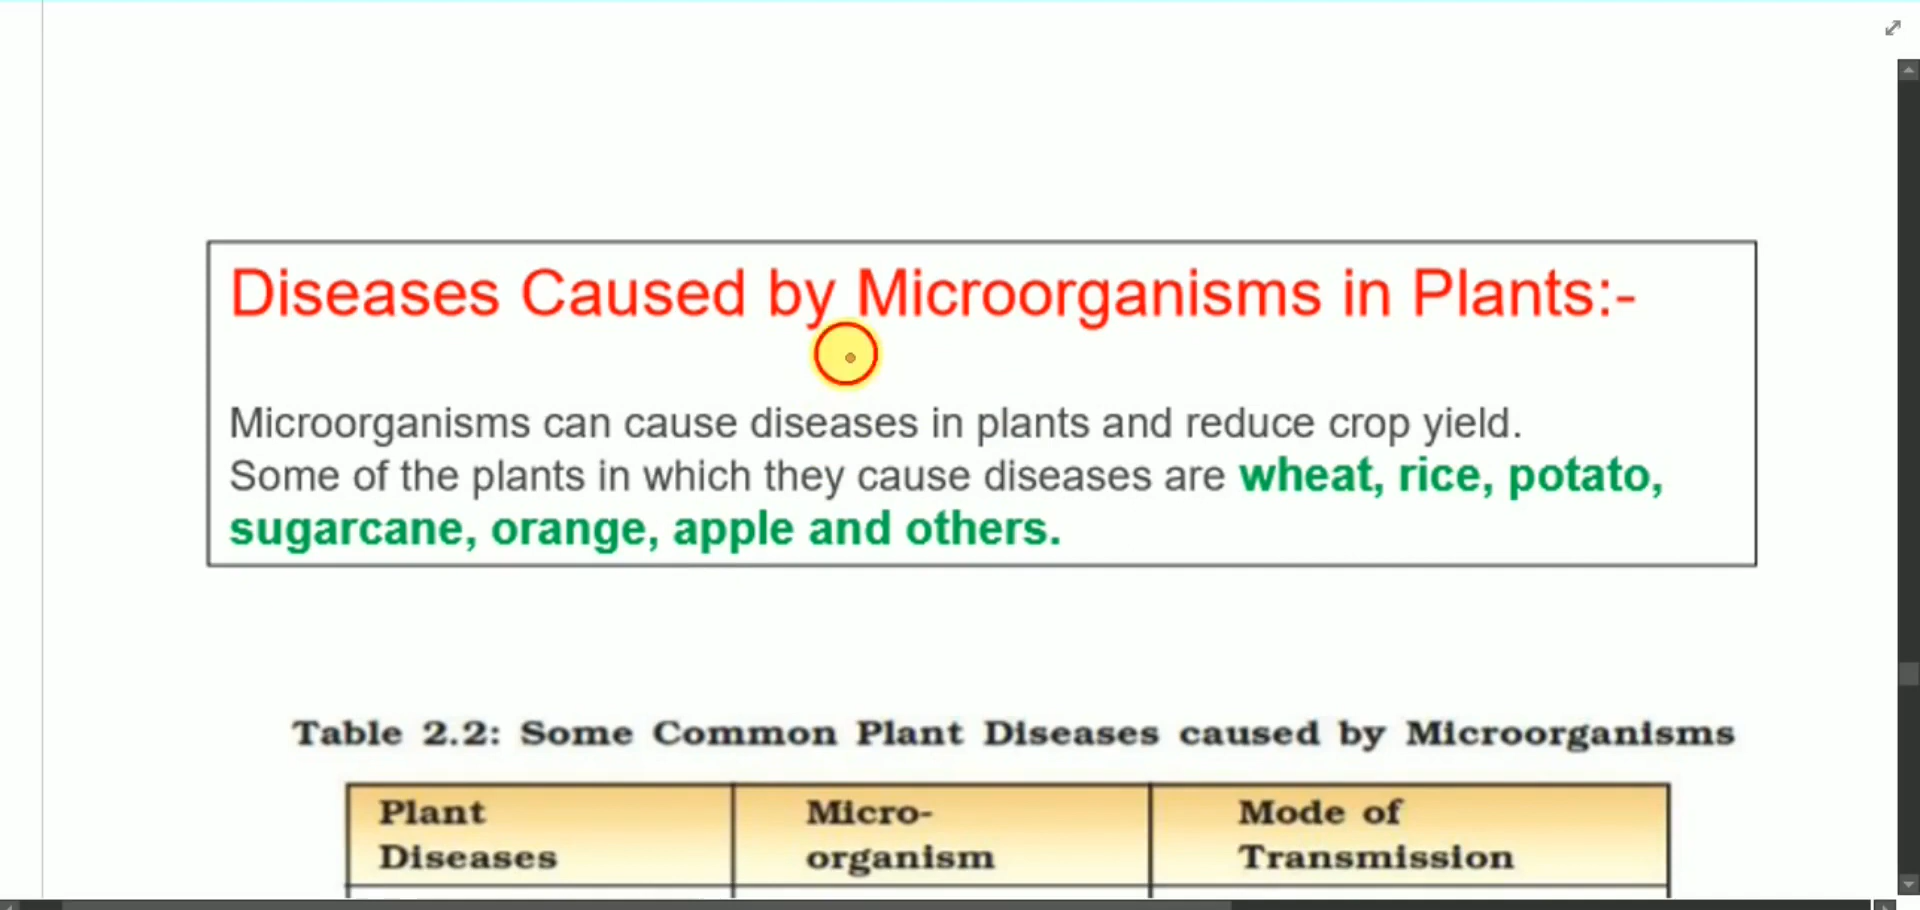 Diseases Caused by Microorganisms in Plants:-
Microorganisms can cause diseases in plants and reduce crop yield.
Some of the plants in which they cause diseases are wheat, rice, potato,
sugarcane, orange, apple and others.
Table 2.2: Some Common Plant Diseases caused by Microorganisms
Plant
Diseases
Micro-
organism
Mode of
Transmission